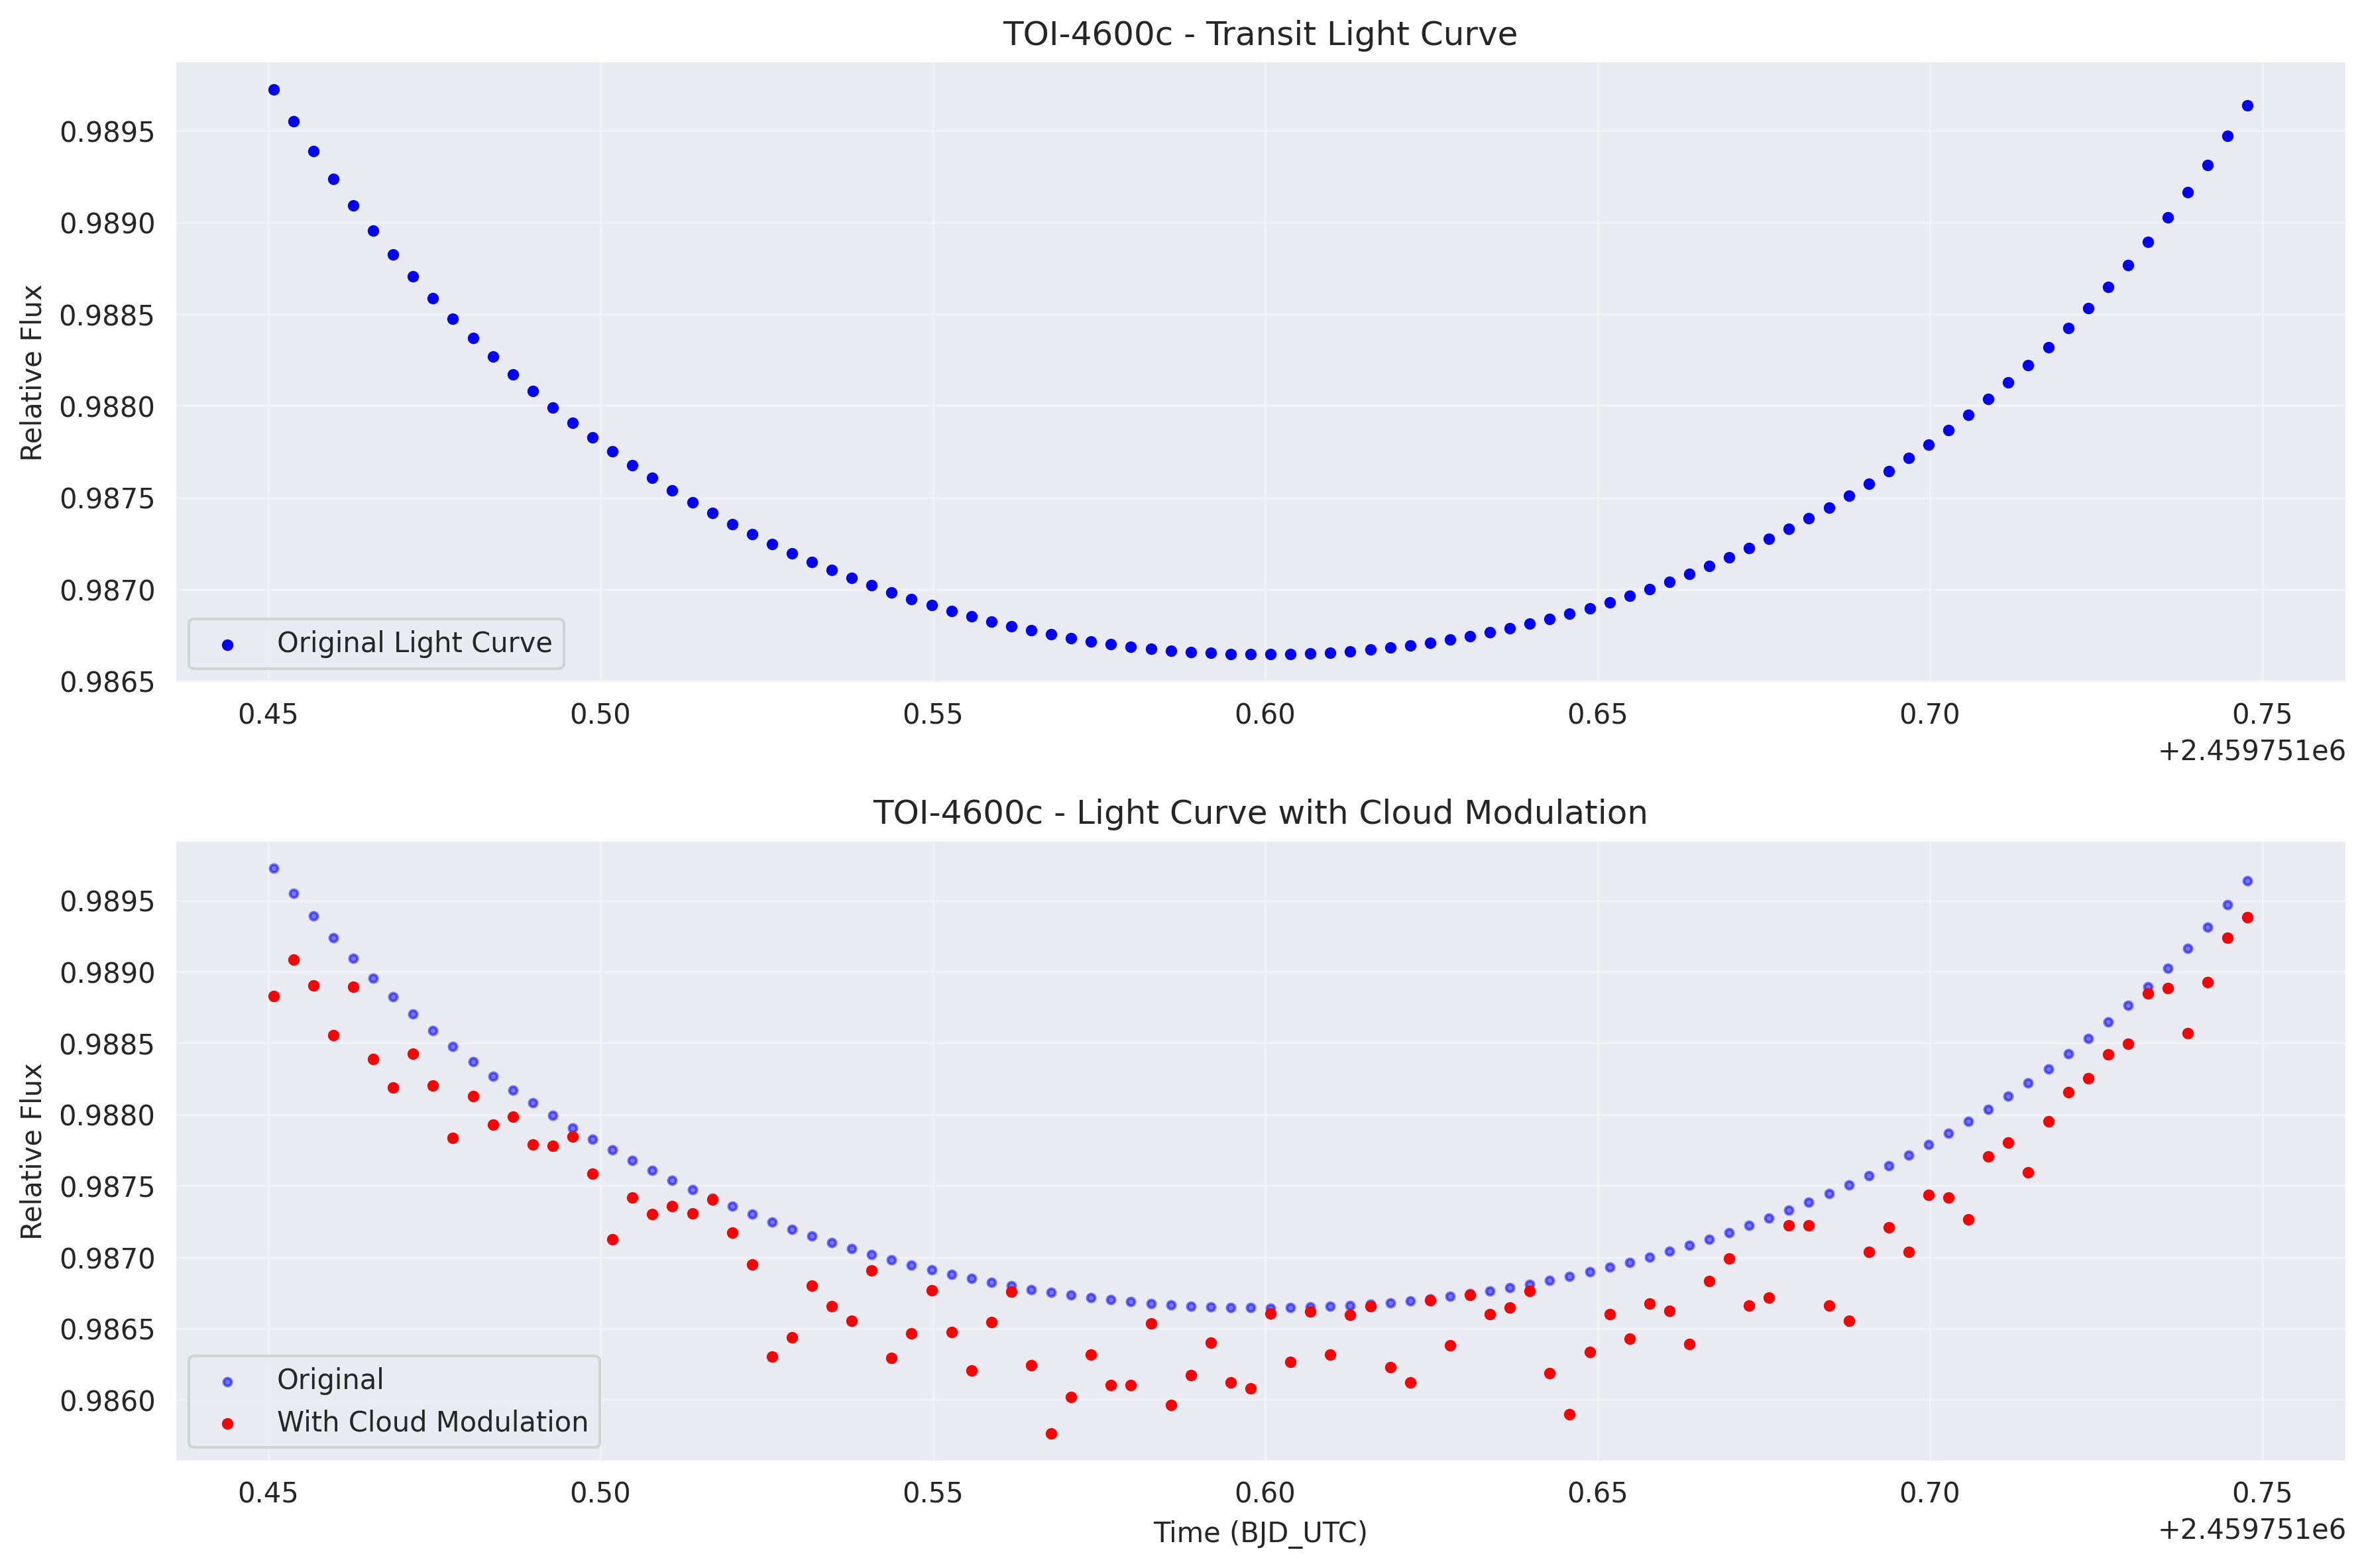 TOI-4600c - Transit Light Curve
Relative Flux
0.9895
0.9890
0.9885
0.9880
0.9875
0.9870
0.9865
Original Light Curve
0.45 0.50 0.55 0.60 0.65 0.70 0.75
+2.459751e6
TOI-4600c - Light Curve with Cloud Modulation
Relative Flux
0.9895
0.9890
0.9885
0.9880
0.9875
0.9870
0.9865
0.9860
Original
With Cloud Modulation
0.45 0.50 0.55 0.60 0.65 0.70 0.75
Time (BJD_UTC)
+2.459751e6